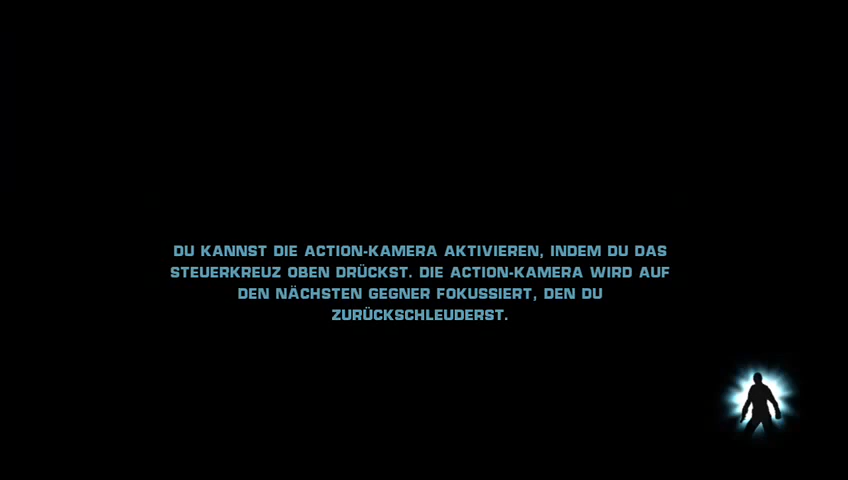 DU KANNST DIE ACTION-KAMERA AKTIVIEREN, INDEM DU DAS
STEUERKREUZ OBEN DRÜCKST. DIE ACTION-KAMERA WIRD AUF
DEN NÄCHSTEN GEGNER FOKUSSIERT, DEN DU
ZURÜCKSCHLEUDERST.